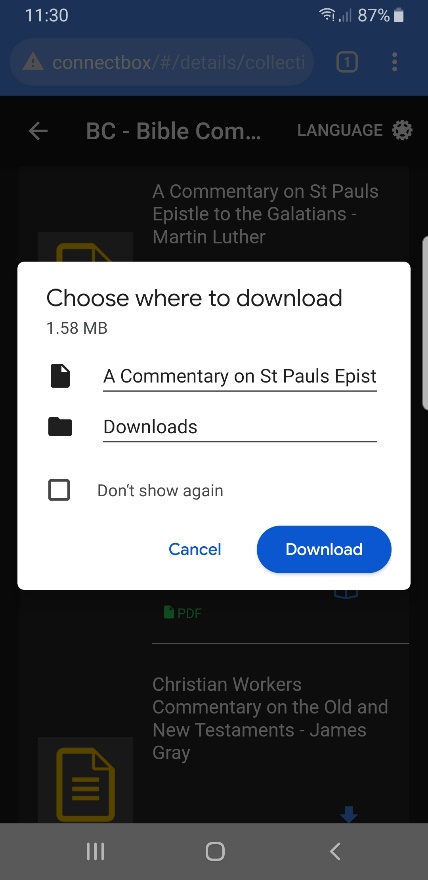 11:30
87%
connectbox/#/details/collecti
1
BC - Bible Com...
LANGUAGE
A Commentary on St Pauls
Epistle to the Galatians -
Martin Luther
Choose where to download
1.58 MB
A Commentary on St Pauls Epist
Downloads
Don't show again
Cancel
Download
PDF
Christian Workers
Commentary on the Old and
New Testaments - James
Gray